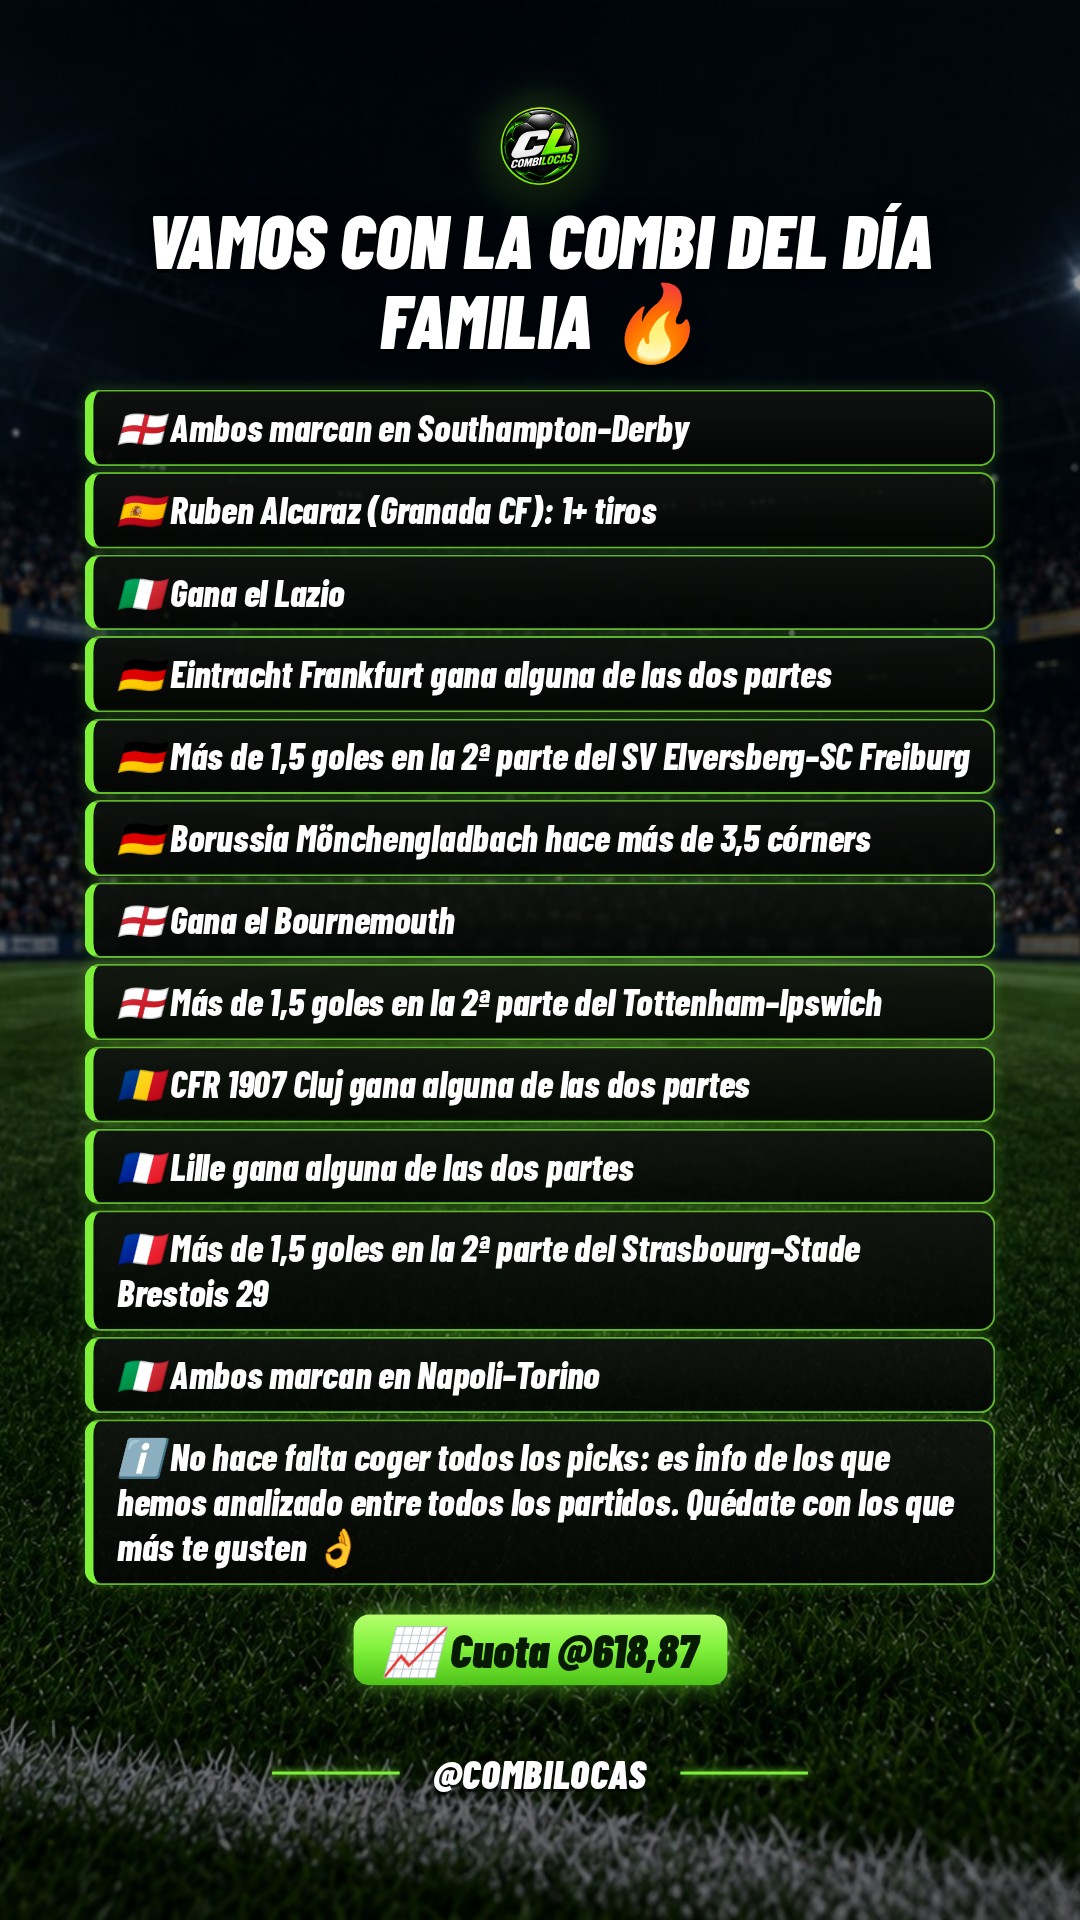 CL
COMBILOCAS
VAMOS CON LA COMBI DEL DÍA
FAMILIA 🔥
🏴󠁧󠁢󠁥󠁮󠁧󠁿 Ambos marcan en Southampton-Derby
🇪🇸 Ruben Alcaraz (Granada CF): 1+ tiros
🇮🇹 Gana el Lazio
🇩🇪 Eintracht Frankfurt gana alguna de las dos partes
🇩🇪 Más de 1,5 goles en la 2ª parte del SV Elversberg-SC Freiburg
🇩🇪 Borussia Mönchengladbach hace más de 3,5 córners
🏴󠁧󠁢󠁥󠁮󠁧󠁿 Gana el Bournemouth
🏴󠁧󠁢󠁥󠁮󠁧󠁿 Más de 1,5 goles en la 2ª parte del Tottenham-Ipswich
🇷🇴 CFR 1907 Cluj gana alguna de las dos partes
🇫🇷 Lille gana alguna de las dos partes
🇫🇷 Más de 1,5 goles en la 2ª parte del Strasbourg-Stade
Brestois 29
🇮🇹 Ambos marcan en Napoli-Torino
ℹ️ No hace falta coger todos los picks: es info de los que
hemos analizado entre todos los partidos. Quédate con los que
más te gusten 👌
📈 Cuota @618,87
@COMBILOCAS